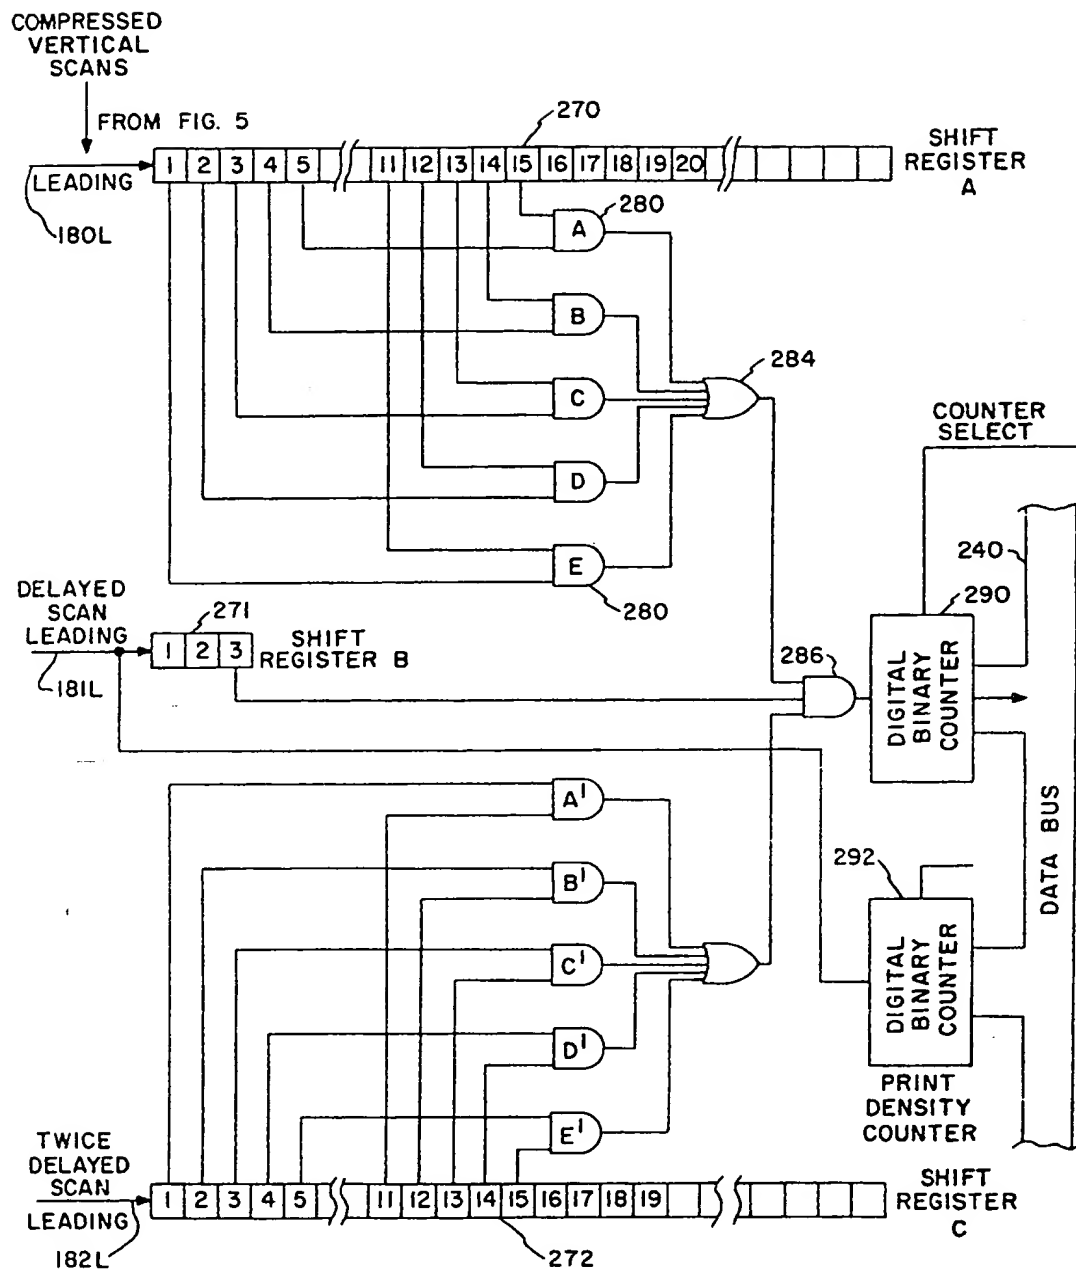 COMPRESSED
VERTICAL
SCANS
FROM FIG. 5
270
1 2 3 4 5 11 12 13 14 15 16 17 18 19 20
SHIFT
REGISTER
A
LEADING
180L
A
280
B
C
284
D
E
280
COUNTER
SELECT
240
290
DELAYED
SCAN
LEADING
271
1 2 3
SHIFT
REGISTER B
181L
286
DIGITAL
BINARY
COUNTER
A'
B'
C'
D'
E'
292
DIGITAL
BINARY
COUNTER
DATA BUS
PRINT
DENSITY
COUNTER
TWICE
DELAYED
SCAN
LEADING
182L
1 2 3 4 5 11 12 13 14 15 16 17 18 19
272
SHIFT
REGISTER
C